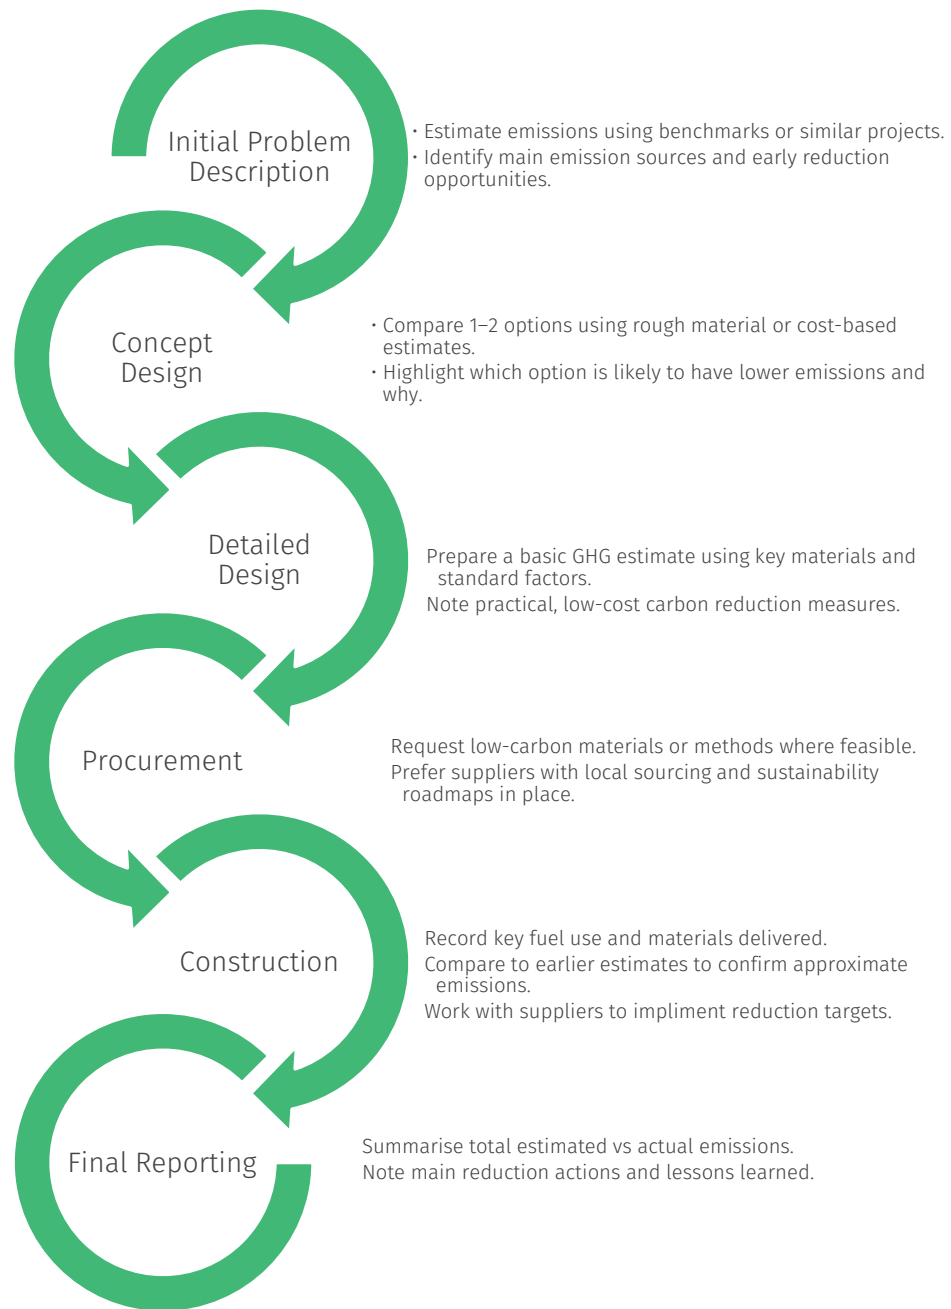 Initial Problem
Description
· Estimate emissions using benchmarks or similar projects.
· Identify main emission sources and early reduction
opportunities.
Concept
Design
· Compare 1–2 options using rough material or cost-based
estimates.
· Highlight which option is likely to have lower emissions and
why.
Detailed
Design
Prepare a basic GHG estimate using key materials and
standard factors.
Note practical, low-cost carbon reduction measures.
Procurement
Request low-carbon materials or methods where feasible.
Prefer suppliers with local sourcing and sustainability
roadmaps in place.
Construction
Record key fuel use and materials delivered.
Compare to earlier estimates to confirm approximate
emissions.
Work with suppliers to impliment reduction targets.
Final Reporting
Summarise total estimated vs actual emissions.
Note main reduction actions and lessons learned.